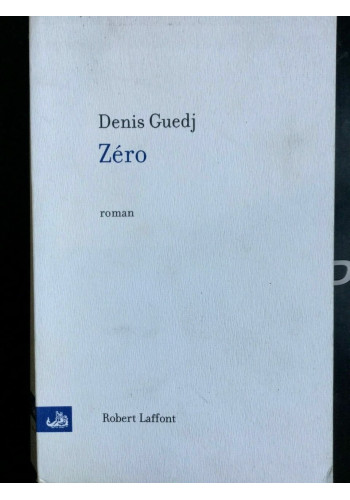 Denis Guedj
Zéro
roman
Robert Laffont